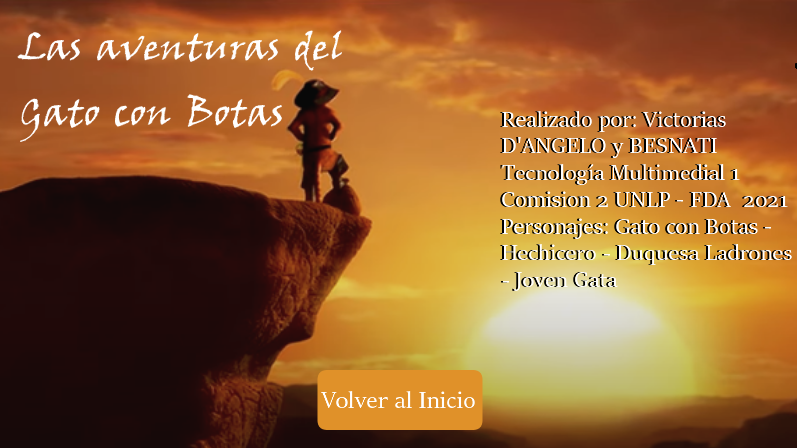 Las aventuras del
Gato con Botas
Realizado por: Victorias
D'ANGELO y BESNATI
Tecnología Multimedial 1
Comision 2 UNLP - FDA 2021
Personajes: Gato con Botas -
Hechicero - Duquesa Ladrones
- Joven Gata
Volver al Inicio